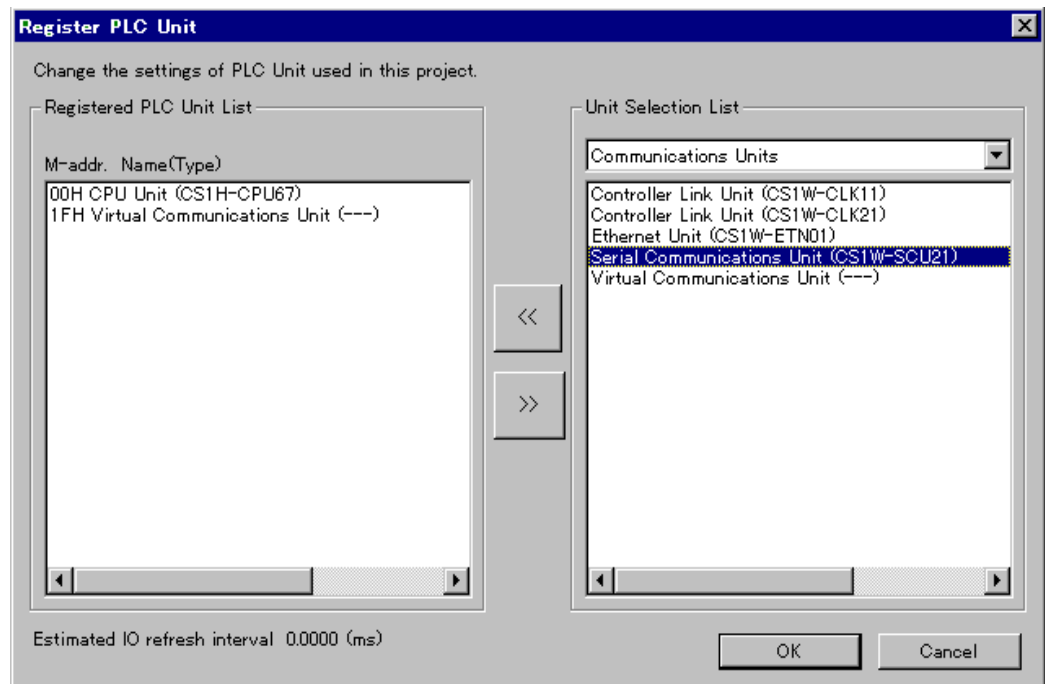 Register PLC Unit
Change the settings of PLC Unit used in this project.
Registered PLC Unit List
M-addr. Name(Type)
00H CPU Unit (CS1H-CPU67)
1FH Virtual Communications Unit (---)
<<
>>
Unit Selection List
Communications Units
Controller Link Unit (CS1W-CLK11)
Controller Link Unit (CS1W-CLK21)
Ethernet Unit (CS1W-ETN01)
Serial Communications Unit (CS1W-SCU21)
Virtual Communications Unit (---)
Estimated IO refresh interval 0.0000 (ms)
OK
Cancel